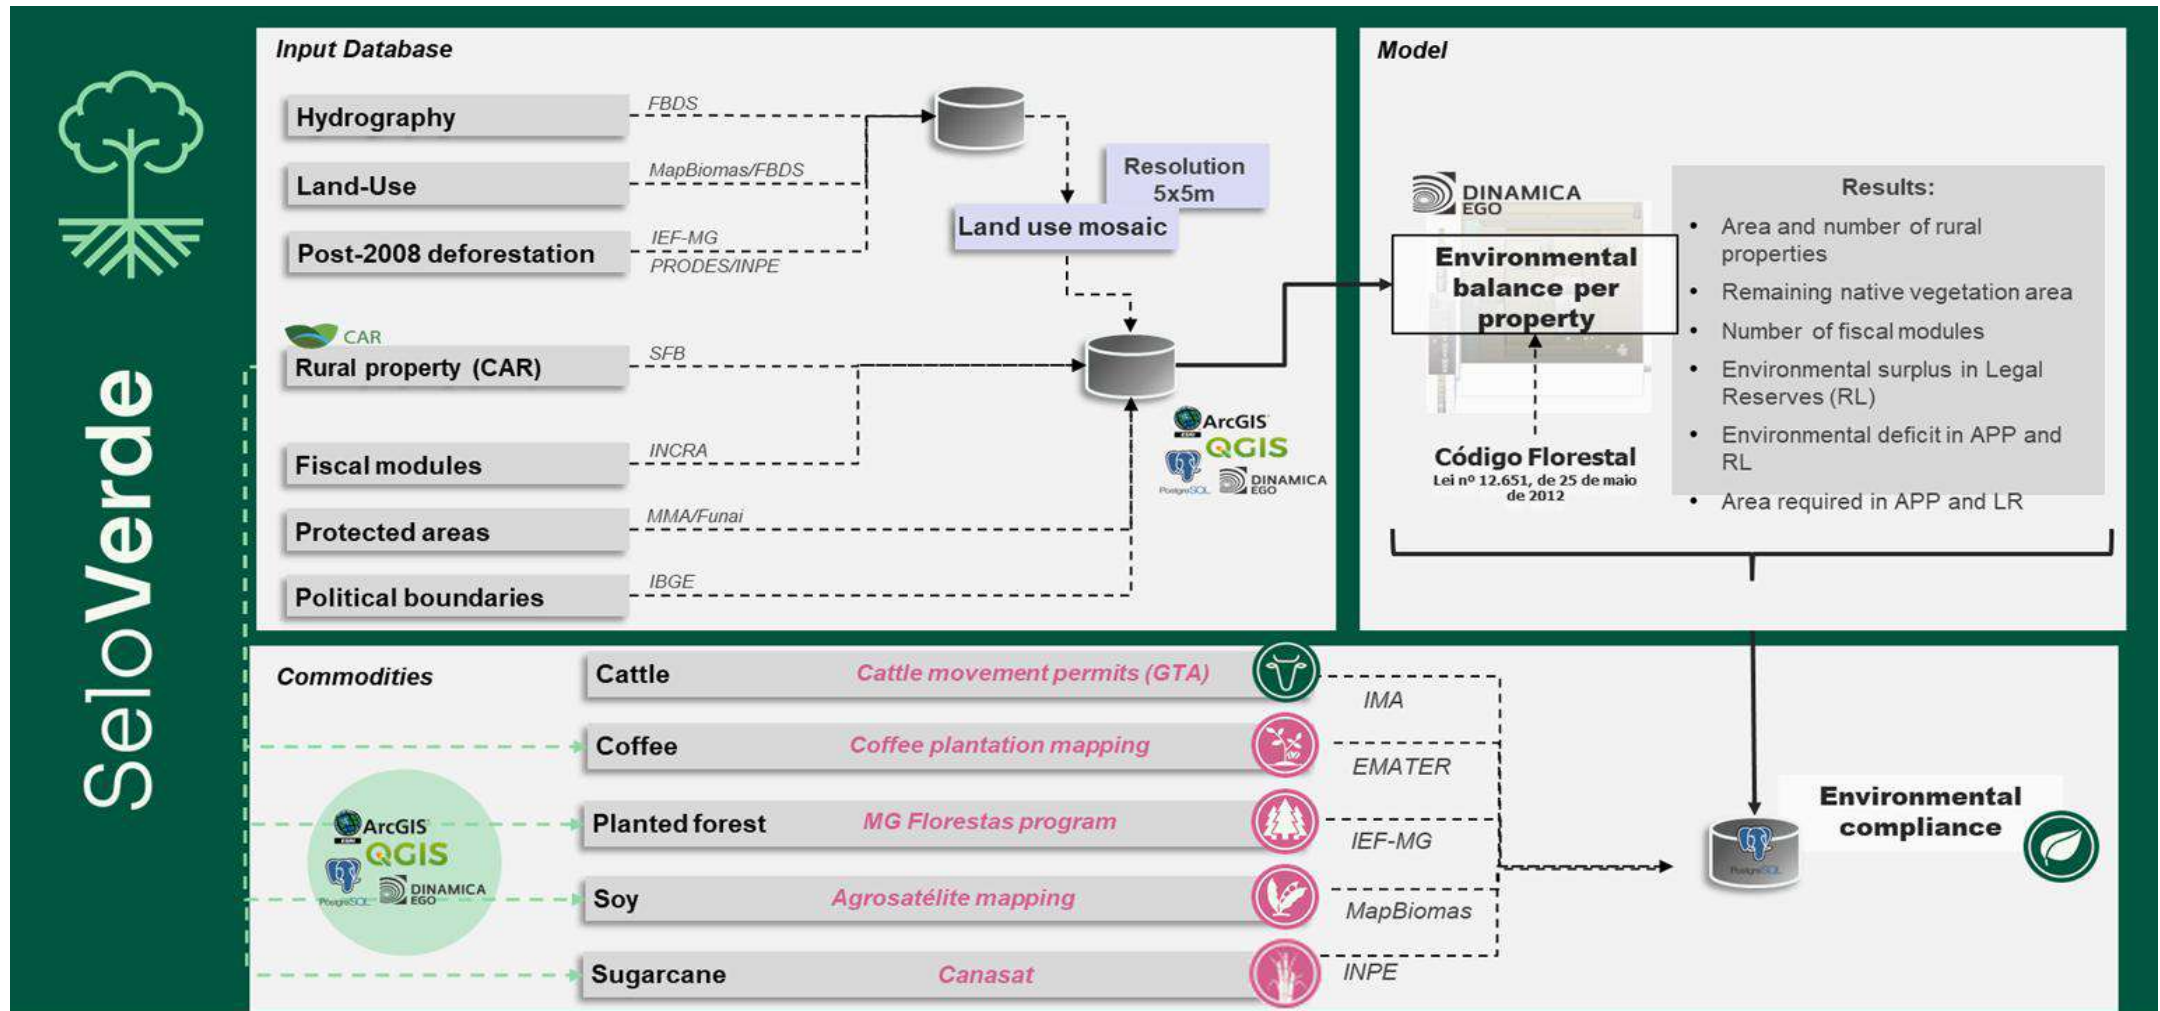 SeloVerde
Input Database
Hydrography
FBDS
Land-Use
MapBiomas/FBDS
Post-2008 deforestation
IEF-MG
PRODES/INPE
Resolution
5x5m
Land use mosaic
CAR
Rural property (CAR)
SFB
Fiscal modules
INCRA
Protected areas
MMA/Funai
Political boundaries
IBGE
ArcGIS
esri
QGIS
PostgreSQL
DINAMICA
EGO
Model
DINAMICA
EGO
Environmental
balance per
property
Código Florestal
Lei nº 12.651, de 25 de maio
de 2012
Results:
• Area and number of rural
properties
• Remaining native vegetation area
• Number of fiscal modules
• Environmental surplus in Legal
Reserves (RL)
• Environmental deficit in APP and
RL
• Area required in APP and LR
Commodities
ArcGIS
esri
QGIS
PostgreSQL
DINAMICA
EGO
Cattle
Cattle movement permits (GTA)
IMA
Coffee
Coffee plantation mapping
EMATER
Planted forest
MG Florestas program
IEF-MG
Soy
Agrosatélite mapping
MapBiomas
Sugarcane
Canasat
INPE
PostgreSQL
Environmental
compliance